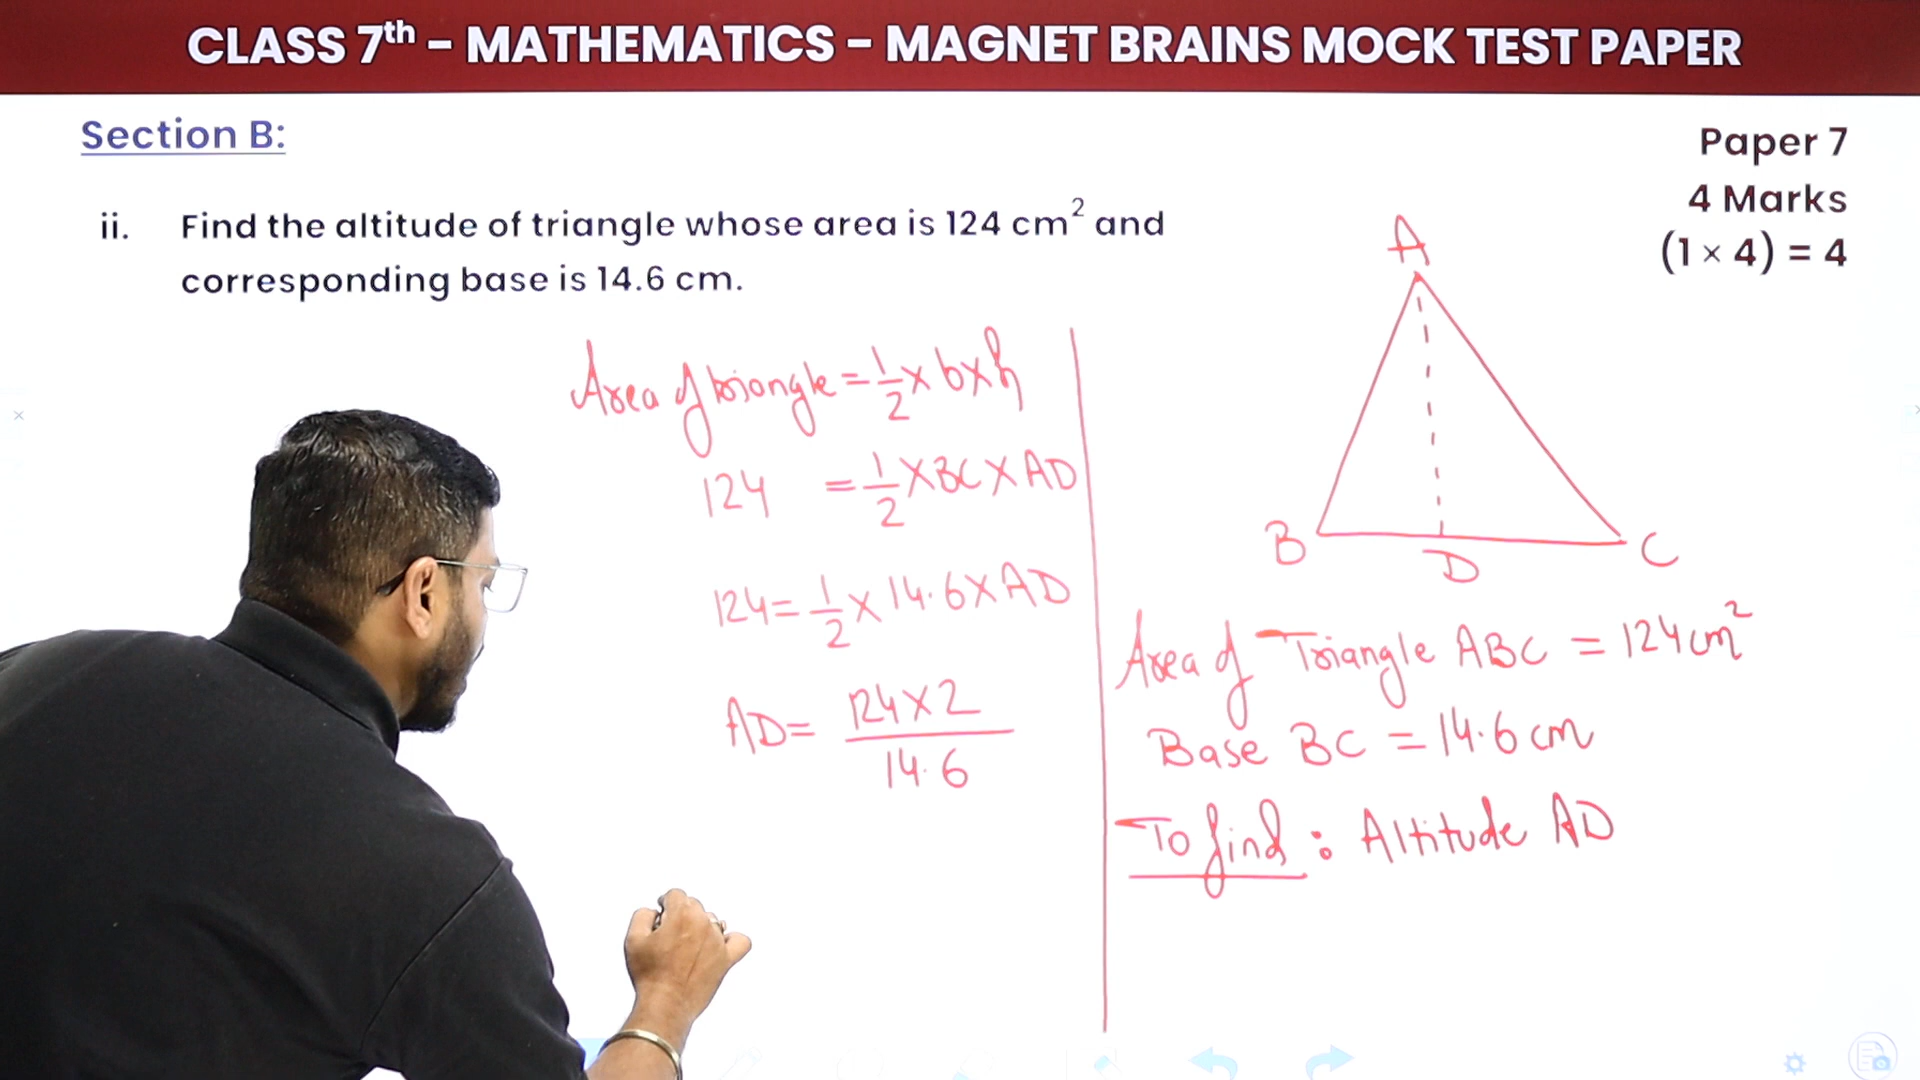 CLASS 7th - MATHEMATICS - MAGNET BRAINS MOCK TEST PAPER
Section B:
Paper 7
4 Marks
(1 × 4) = 4
ii. Find the altitude of triangle whose area is 124 cm² and
corresponding base is 14.6 cm.
Area of triangle = 1/2 × b × h
124 = 1/2 × BC × AD
124 = 1/2 × 14.6 × AD
AD = 124 × 2 / 14.6
A
B
D
C
Area of Triangle ABC = 124 cm²
Base BC = 14.6 cm
To find : Altitude AD